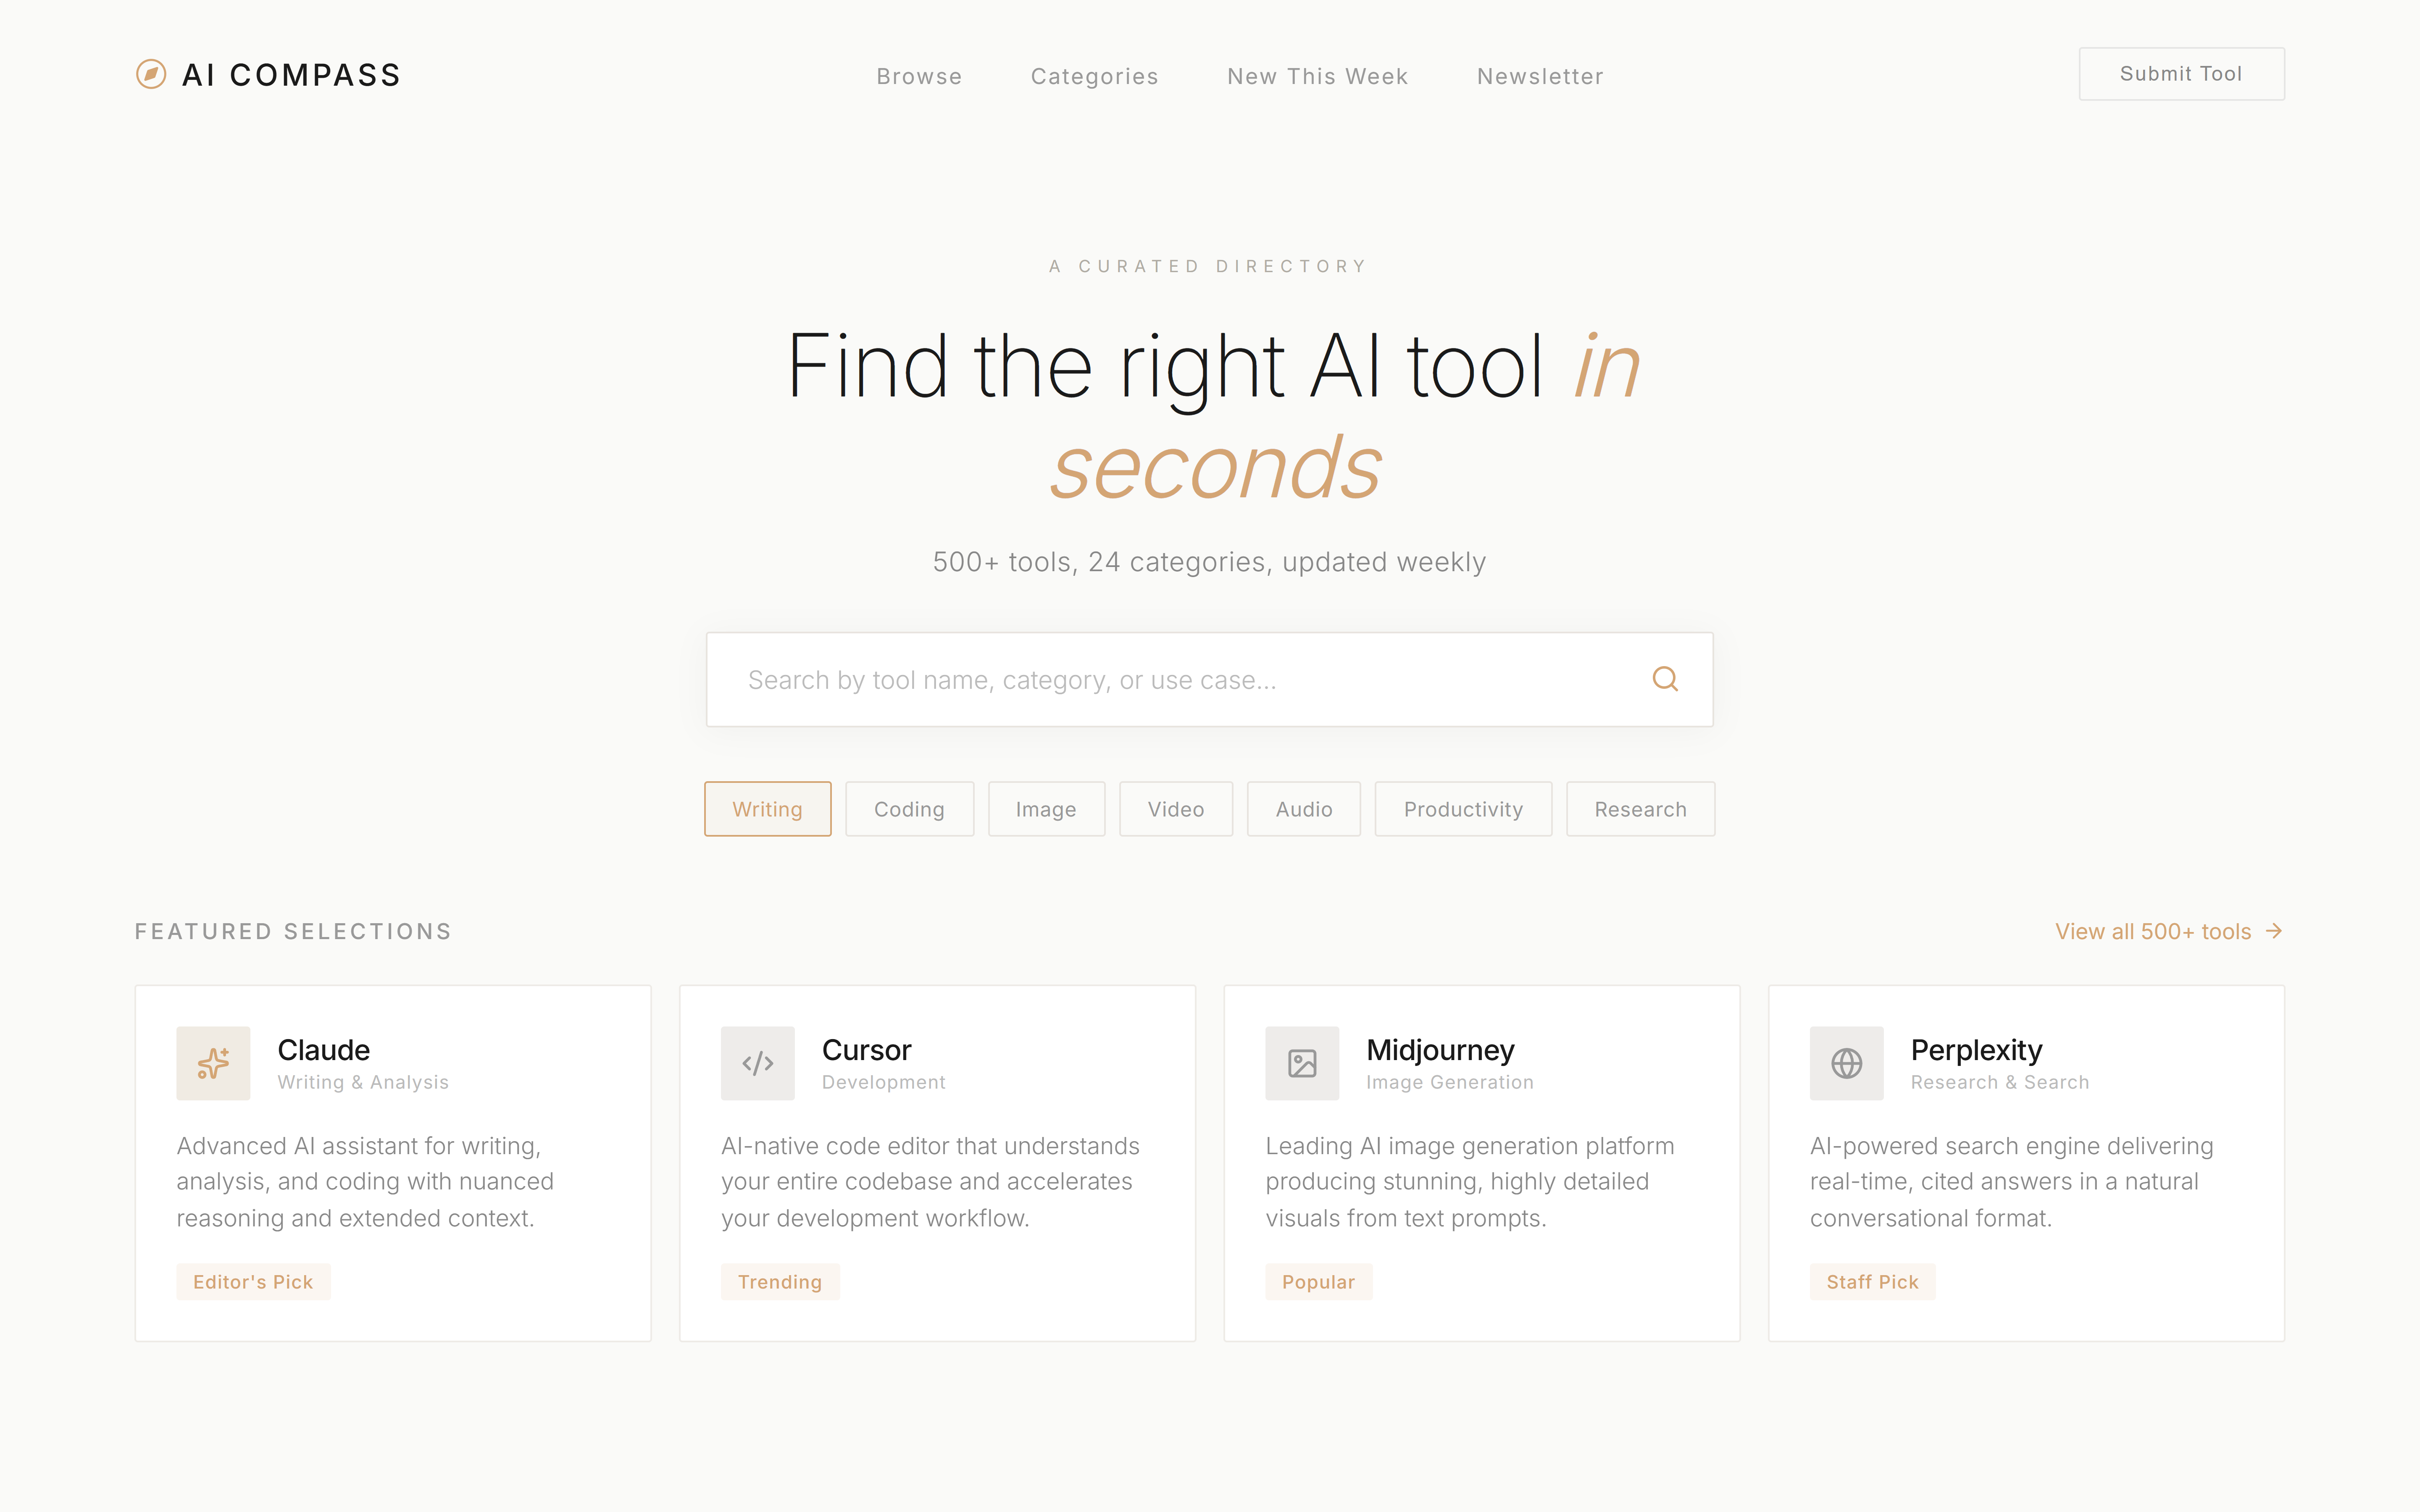 AI COMPASS
Browse
Categories
New This Week
Newsletter
Submit Tool
A CURATED DIRECTORY
Find the right AI tool in
seconds
500+ tools, 24 categories, updated weekly
Search by tool name, category, or use case...
Writing
Coding
Image
Video
Audio
Productivity
Research
FEATURED SELECTIONS
View all 500+ tools →
Claude
Writing & Analysis
Advanced AI assistant for writing,
analysis, and coding with nuanced
reasoning and extended context.
Editor's Pick
Cursor
Development
AI-native code editor that understands
your entire codebase and accelerates
your development workflow.
Trending
Midjourney
Image Generation
Leading AI image generation platform
producing stunning, highly detailed
visuals from text prompts.
Popular
Perplexity
Research & Search
AI-powered search engine delivering
real-time, cited answers in a natural
conversational format.
Staff Pick